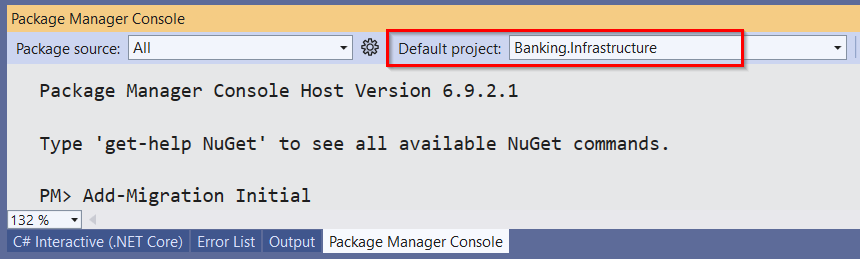 Package Manager Console
Package source: All Default project: Banking.Infrastructure
Package Manager Console Host Version 6.9.2.1
Type 'get-help NuGet' to see all available NuGet commands.
PM> Add-Migration Initial
132 %
C# Interactive (.NET Core) Error List Output Package Manager Console